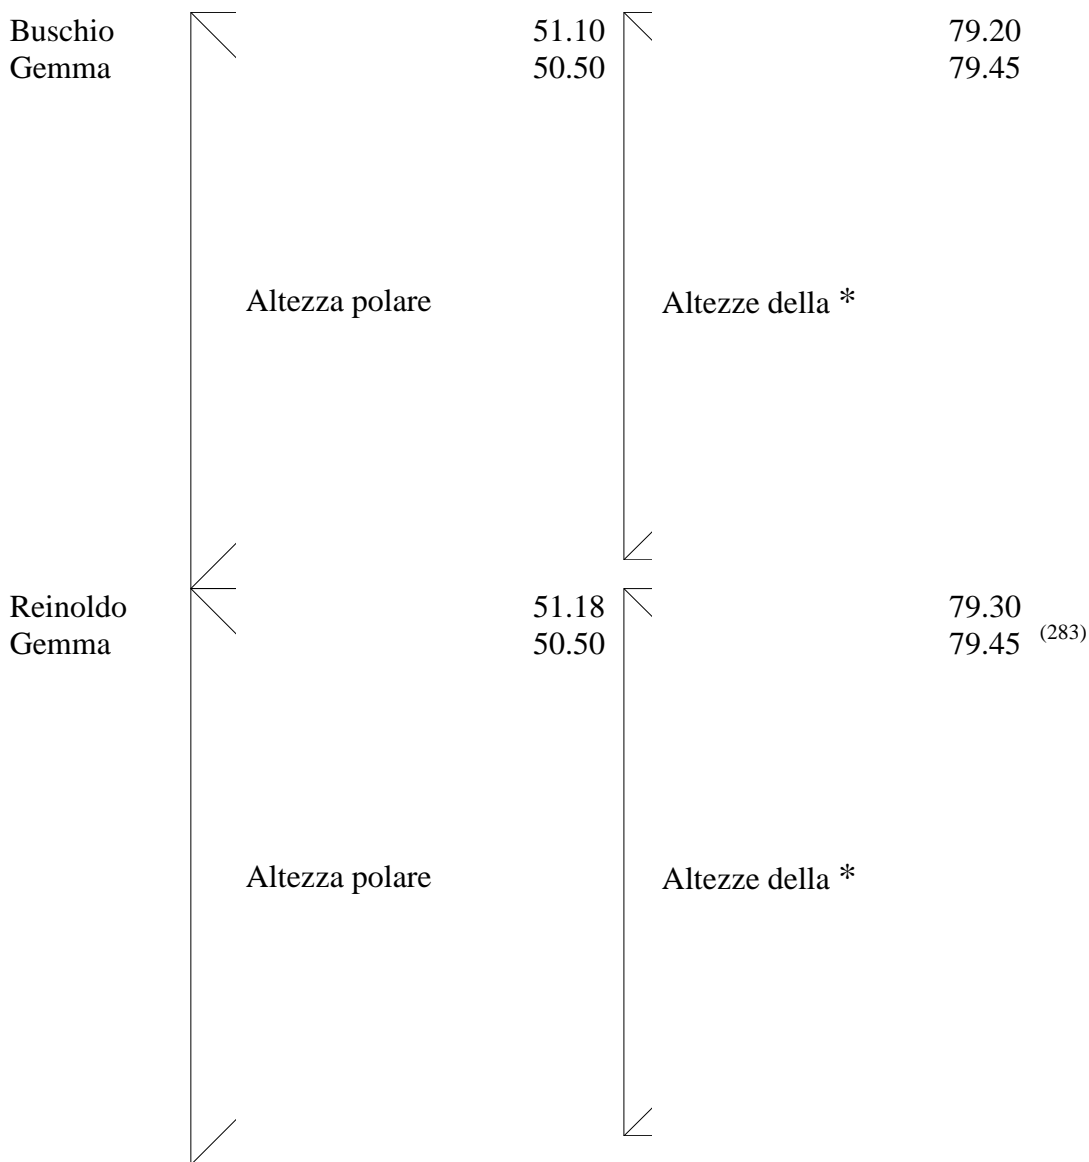 Buschio 51.10 79.20
Gemma 50.50 79.45
Altezza polare Altezze della *
Reinoldo 51.18 79.30
Gemma 50.50 79.45 (283)
Altezza polare Altezze della *